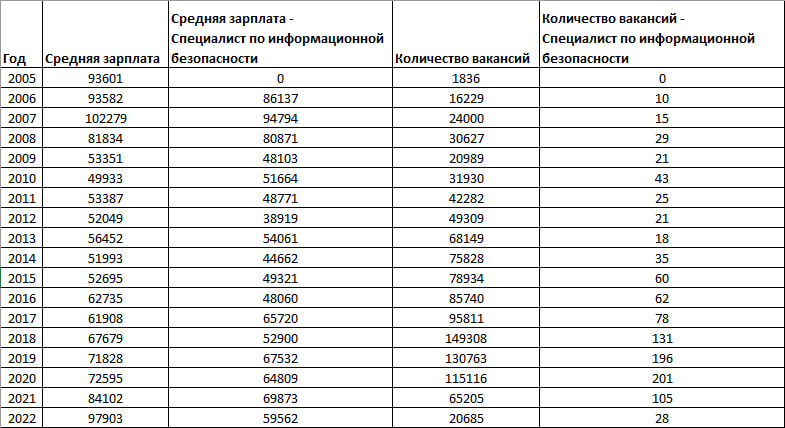 Год Средняя зарплата Средняя зарплата - Специалист по информационной безопасности Количество вакансий Количество вакансий - Специалист по информационной безопасности
2005 93601 0 1836 0
2006 93582 86137 16229 10
2007 102279 94794 24000 15
2008 81834 80871 30627 29
2009 53351 48103 20989 21
2010 49933 51664 31930 43
2011 53387 48771 42282 25
2012 52049 38919 49309 21
2013 56452 54061 68149 18
2014 51993 44662 75828 35
2015 52695 49321 78934 60
2016 62735 48060 85740 62
2017 61908 65720 95811 78
2018 67679 52900 149308 131
2019 71828 67532 130763 196
2020 72595 64809 115116 201
2021 84102 69873 65205 105
2022 97903 59562 20685 28